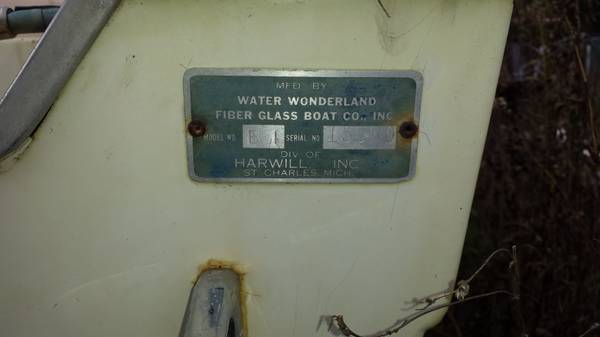 MFD BY
WATER WONDERLAND
FIBER GLASS BOAT CO., INC.
MODEL NO. SERIAL NO.
DIV. OF
HARWILL INC.
ST. CHARLES, MICH.